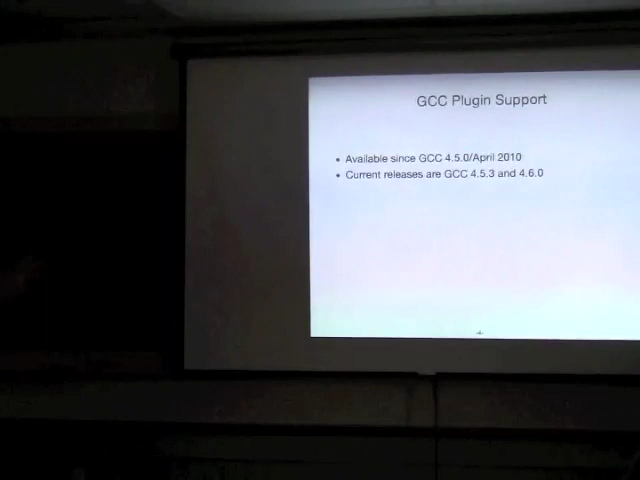 GCC Plugin Support
• Available since GCC 4.5.0/April 2010
• Current releases are GCC 4.5.3 and 4.6.0